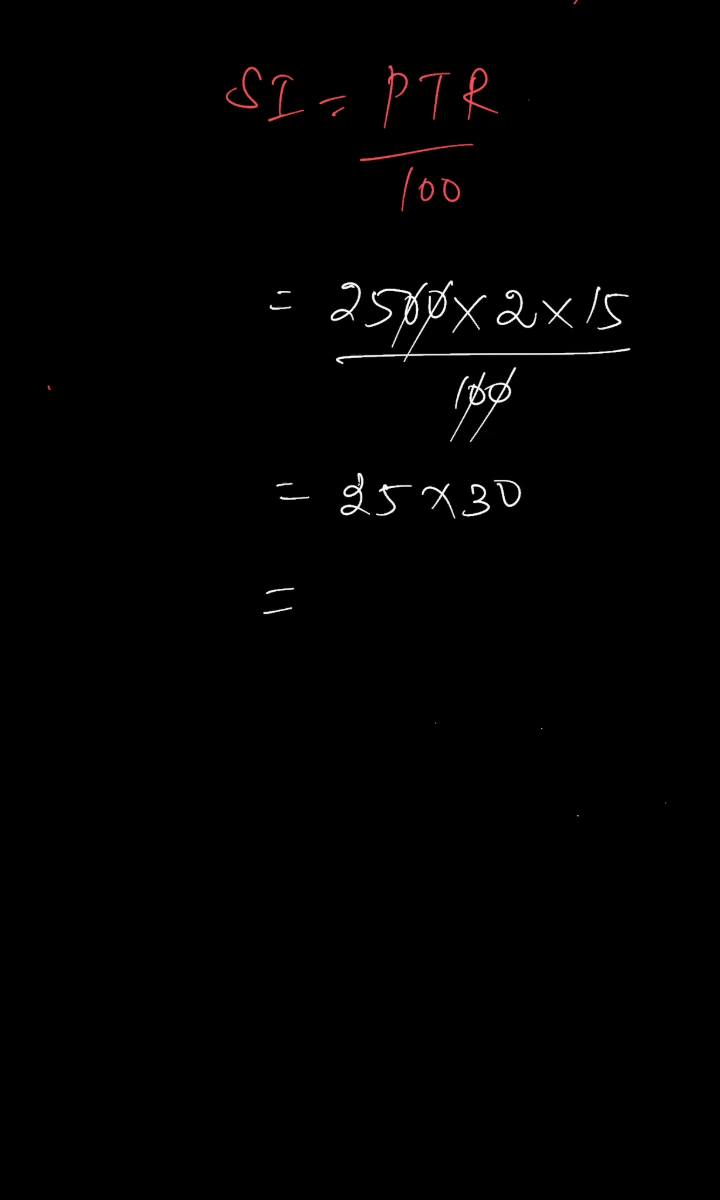 SI = PTR
100
= 2500 × 2 × 15
100
= 25 × 30
=